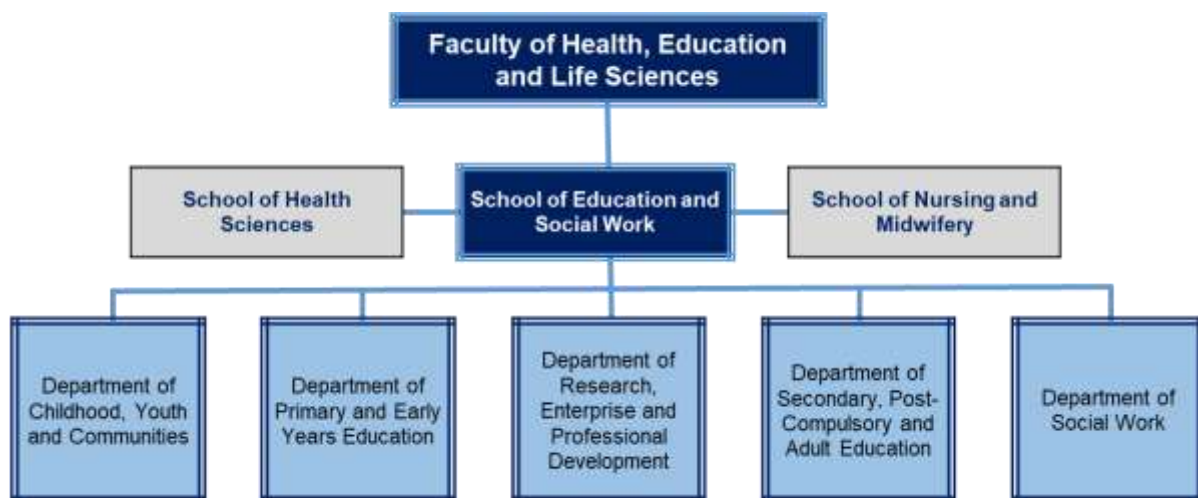 Faculty of Health, Education
and Life Sciences
School of Health
Sciences
School of Education and
Social Work
School of Nursing and
Midwifery
Department of
Childhood, Youth
and Communities
Department of
Primary and Early
Years Education
Department of
Research,
Enterprise and
Professional
Development
Department of
Secondary, Post-
Compulsory and
Adult Education
Department of
Social Work